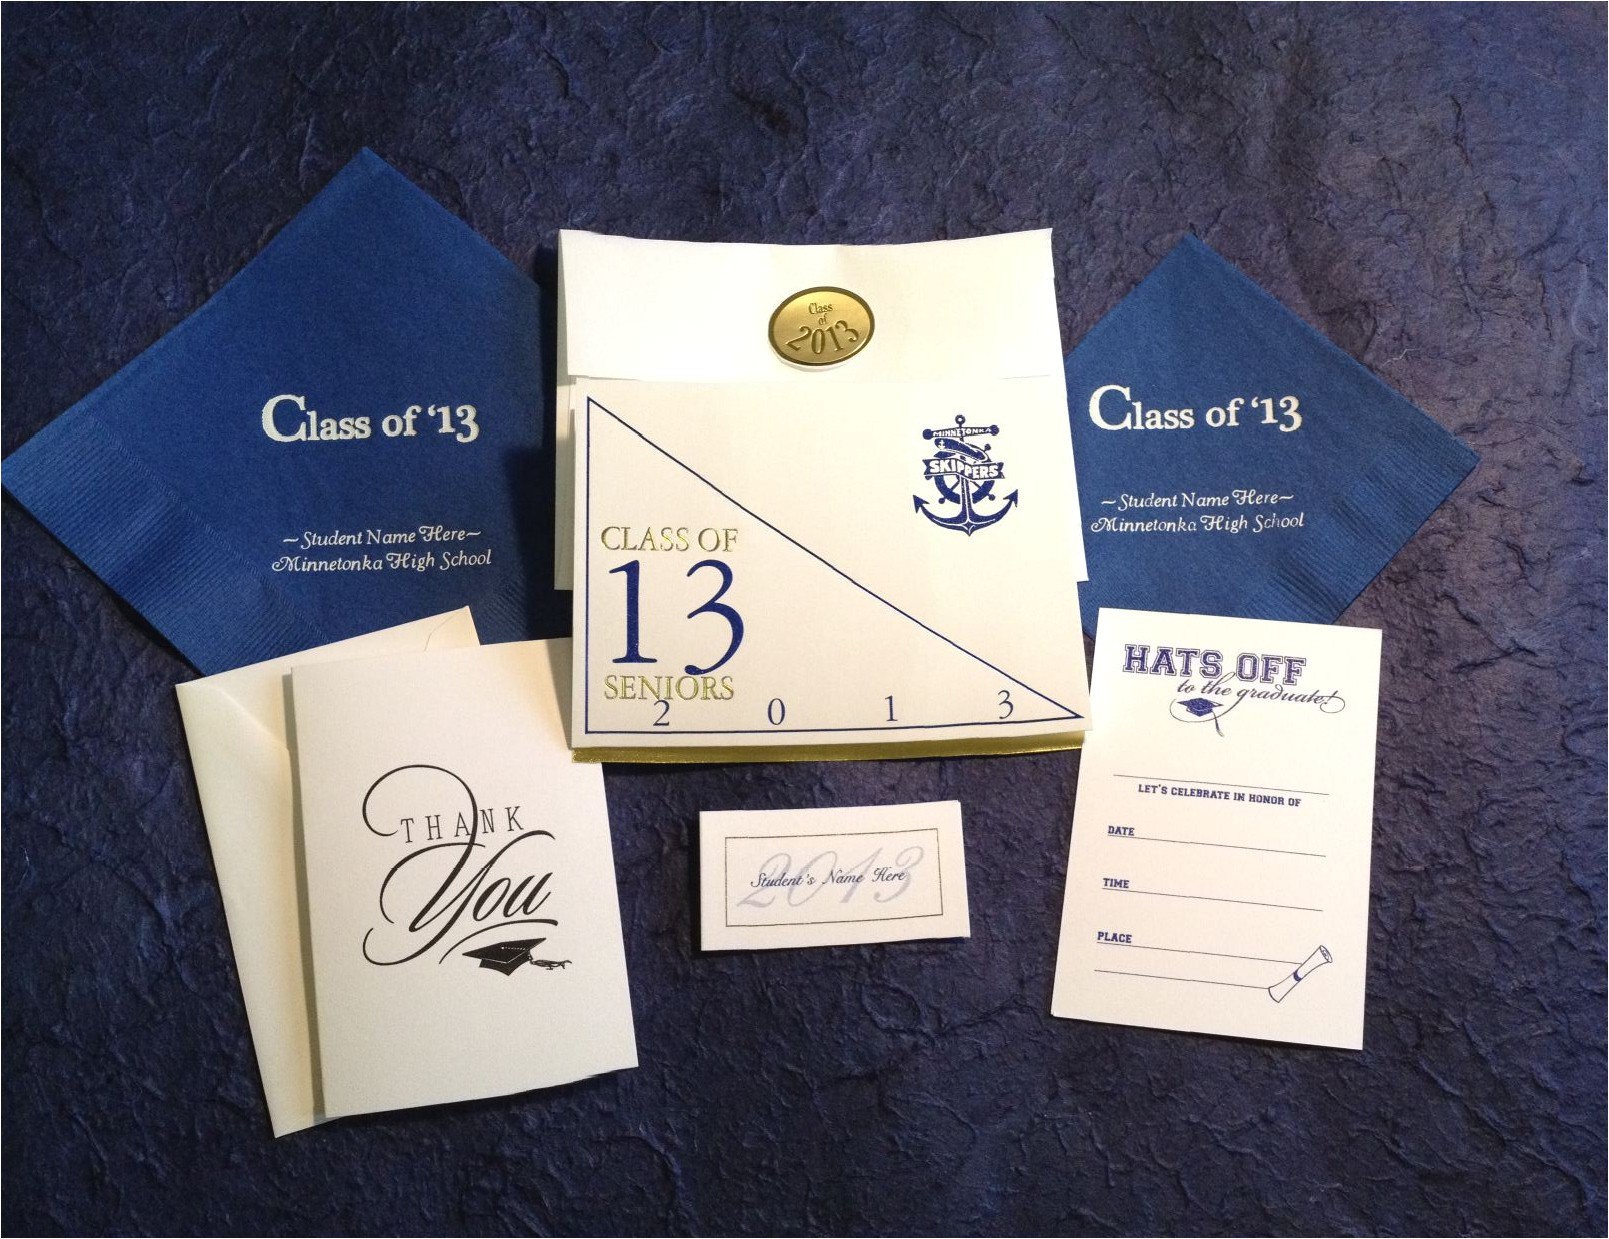 Class of '13
~Student Name Here~
Minnetonka High School
Class
of
2013
MINNETONKA
SKIPPERS
CLASS OF
13
SENIORS
2 0 1 3
Class of '13
~Student Name Here~
Minnetonka High School
THANK
You
2013
Student's Name Here
HATS OFF
to the graduate!
LET'S CELEBRATE IN HONOR OF
DATE
TIME
PLACE